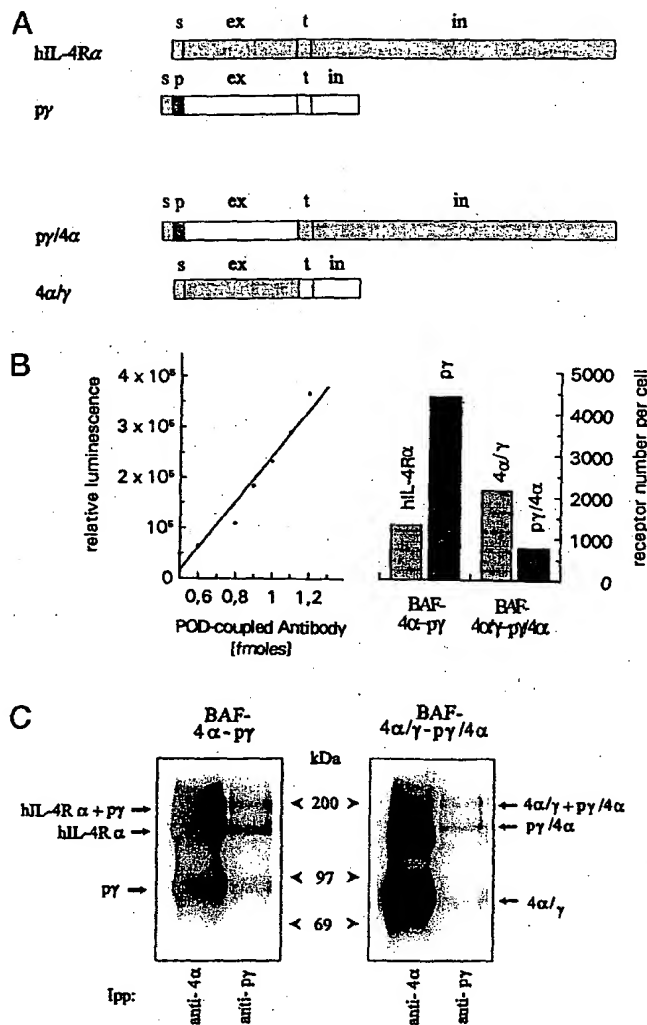 A
s ex t in
hIL-4Rα
s p ex t in
pγ
s p ex t in
pγ/4α
s ex t in
4α/γ
B
relative luminescence
4 x 10⁵
3 x 10⁵
2 x 10⁵
10⁵
0
0,6 0,8 1 1,2
POD-coupled Antibody
[fmoles]
hIL-4Rα
pγ
4α/γ
pγ/4α
5000
4000
3000
2000
1000
0
receptor number per cell
BAF-
4α-pγ
BAF-
4α/γ-pγ/4α
C
BAF-
4α-pγ
kDa
BAF-
4α/γ-pγ/4α
hIL-4Rα + pγ
200
4α/γ + pγ/4α
hIL-4Rα
pγ/4α
pγ
97
4α/γ
69
Ipp:
anti-4α
anti-pγ
anti-4α
anti-pγ